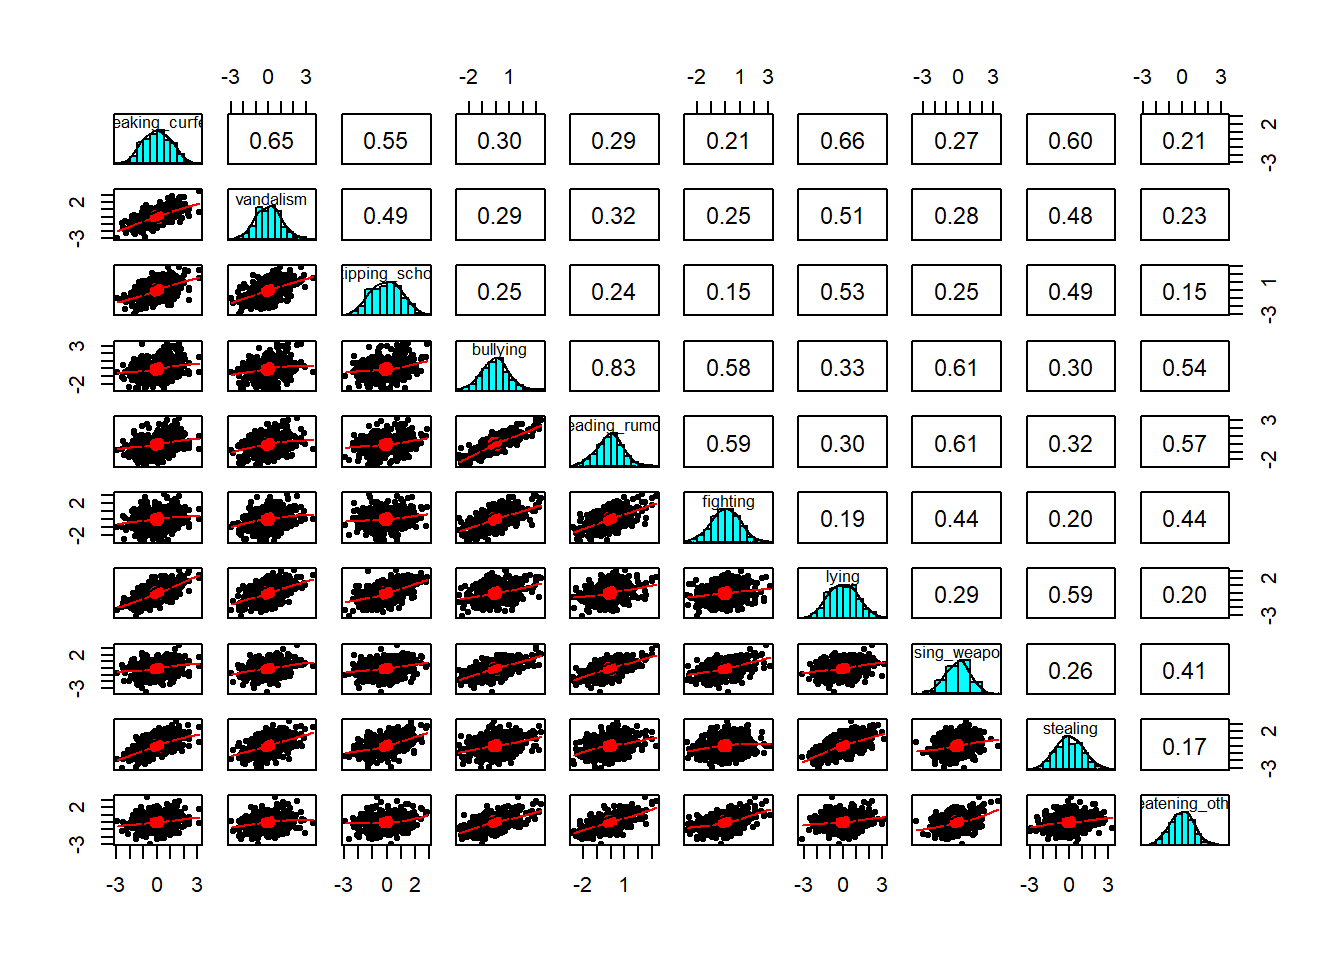 -3 0 3 -2 1 -2 1 3 -3 0 3 -3 0 3
eaking_curfe 0.65 0.55 0.30 0.29 0.21 0.66 0.27 0.60 0.21 -3 2
-3 2 vandalism 0.49 0.29 0.32 0.25 0.51 0.28 0.48 0.23
kipping_scho 0.25 0.24 0.15 0.53 0.25 0.49 0.15 -3 1
-2 3 bullying 0.83 0.58 0.33 0.61 0.30 0.54
eading_rumo 0.59 0.30 0.61 0.32 0.57 -2 3
-2 2 fighting 0.19 0.44 0.20 0.44
lying 0.29 0.59 0.20 -3 2
-3 2 sing_weapo 0.26 0.41
stealing 0.17 -3 2
-3 2 eatening_oth
-3 0 3 -3 0 2 -2 1 -3 0 3 -3 0 3